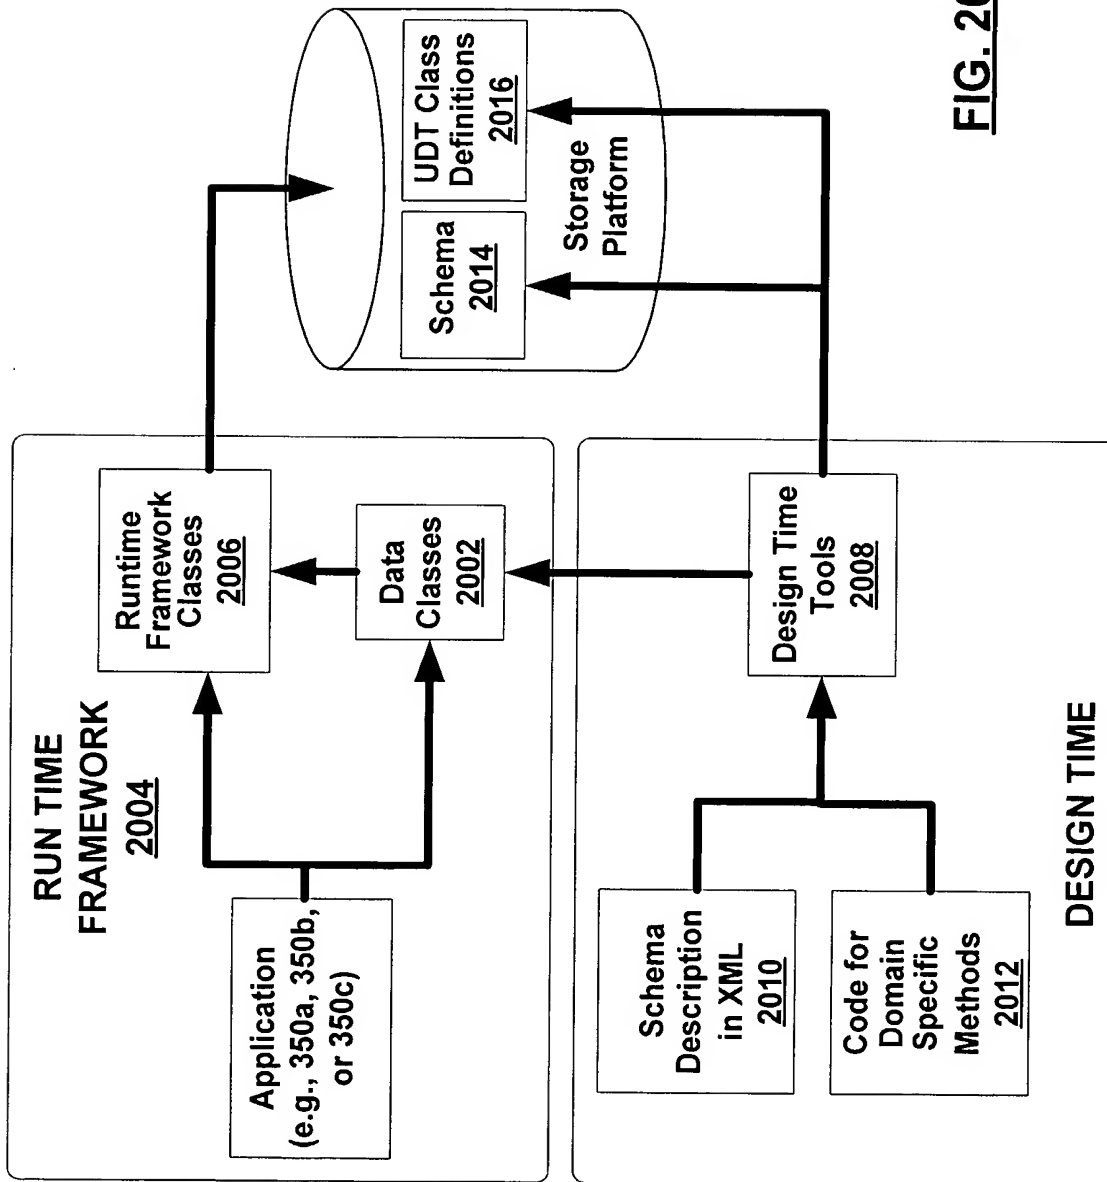 RUN TIME
FRAMEWORK
2004
Application
(e.g., 350a, 350b,
or 350c)
Runtime
Framework
Classes
2006
Data
Classes
2002
Schema
2014
UDT Class
Definitions
2016
Storage
Platform
Schema
Description
in XML
2010
Code for
Domain
Specific
Methods
2012
Design Time
Tools
2008
DESIGN TIME
FIG.